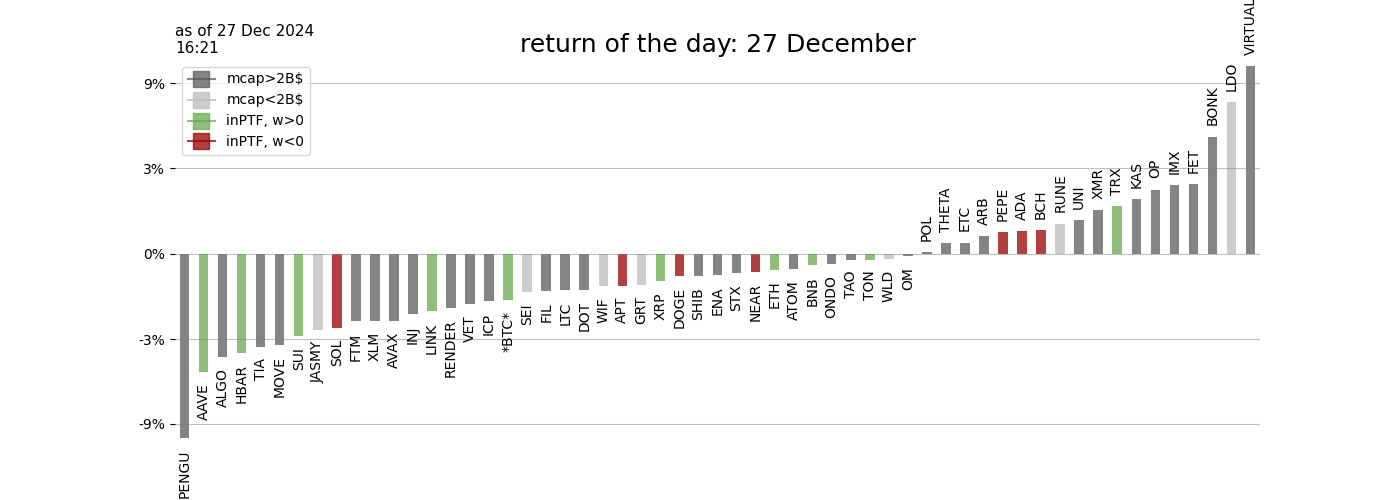 as of 27 Dec 2024
16:21
return of the day: 27 December
mcap>2B$
mcap<2B$
inPTF, w>0
inPTF, w<0
9%
3%
0%
-3%
-9%
PENGU
AAVE
ALGO
HBAR
TIA
MOVE
SUI
JASMY
SOL
FTM
XLM
AVAX
INJ
LINK
RENDER
VET
ICP
*BTC*
SEI
FIL
LTC
DOT
WIF
APT
GRT
XRP
DOGE
SHIB
ENA
STX
NEAR
ETH
ATOM
BNB
ONDO
TAO
TON
WLD
OM
POL
THETA
ETC
ARB
PEPE
ADA
BCH
RUNE
UNI
XMR
TRX
KAS
OP
IMX
FET
BONK
LDO
VIRTUAL